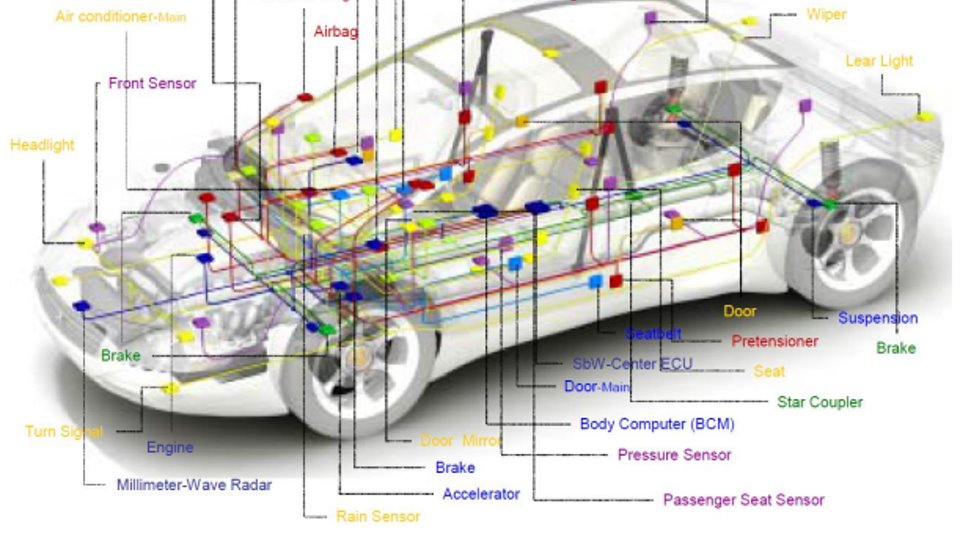 Air conditioner-Main
Wiper
Airbag
Lear Light
Front Sensor
Headlight
Door
Suspension
Seatbelt
Pretensioner
Brake
Brake
SbW-Center ECU
Seat
Door-Main
Star Coupler
Turn Signal
Body Computer (BCM)
Engine
Door Mirror
Pressure Sensor
Brake
Millimeter-Wave Radar
Accelerator
Passenger Seat Sensor
Rain Sensor